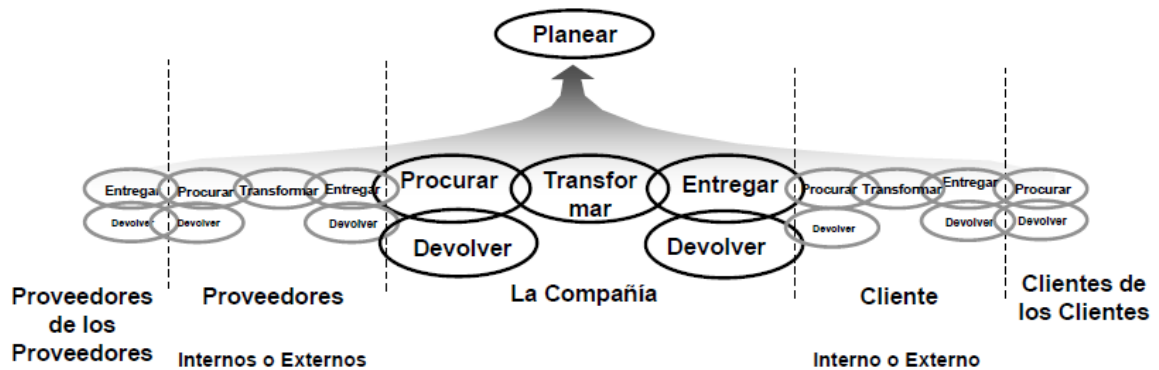 Planear
Entregar
Procurar
Transformar
Entregar
Procurar
Transfor
mar
Entregar
Procurar
Transformar
Entregar
Procurar
Devolver
Devolver
Devolver
Devolver
Devolver
Devolver
Devolver
Devolver
Proveedores
de los
Proveedores
Proveedores
Internos o Externos
La Compañía
Cliente
Interno o Externo
Clientes de
los Clientes